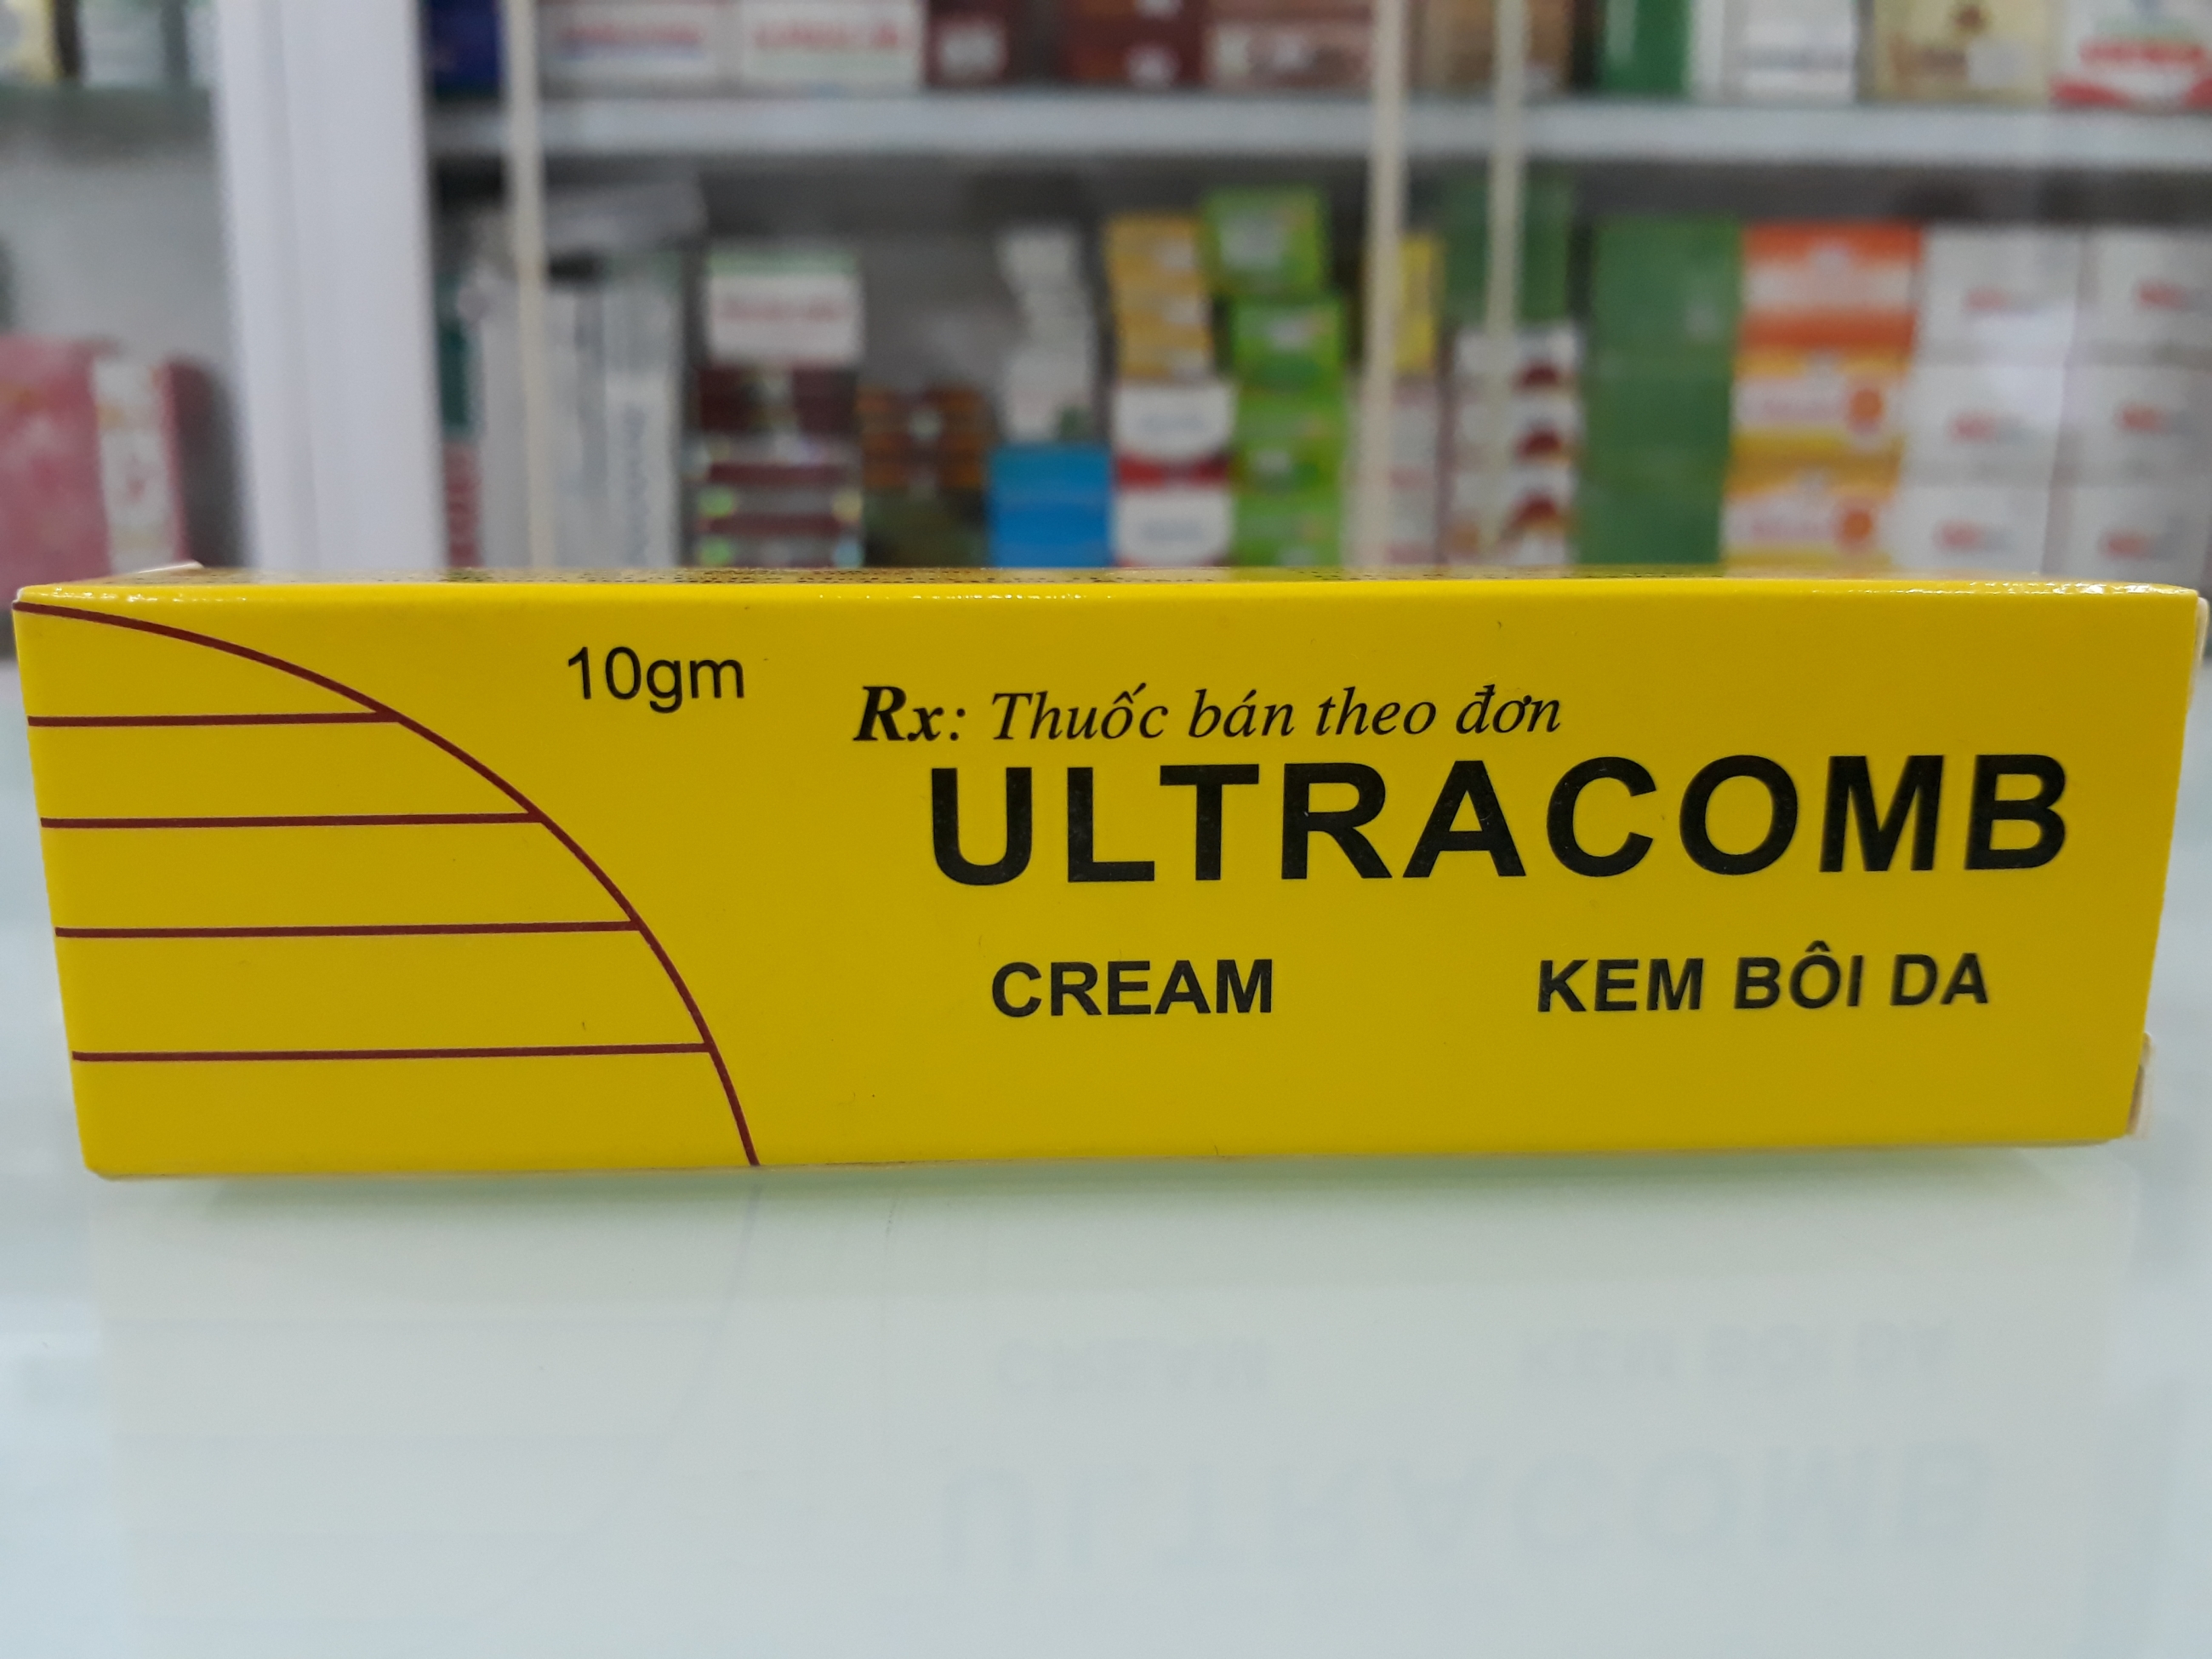 10gm
Rx: Thuốc bán theo đơn
ULTRACOMB
CREAM
KEM BÔI DA